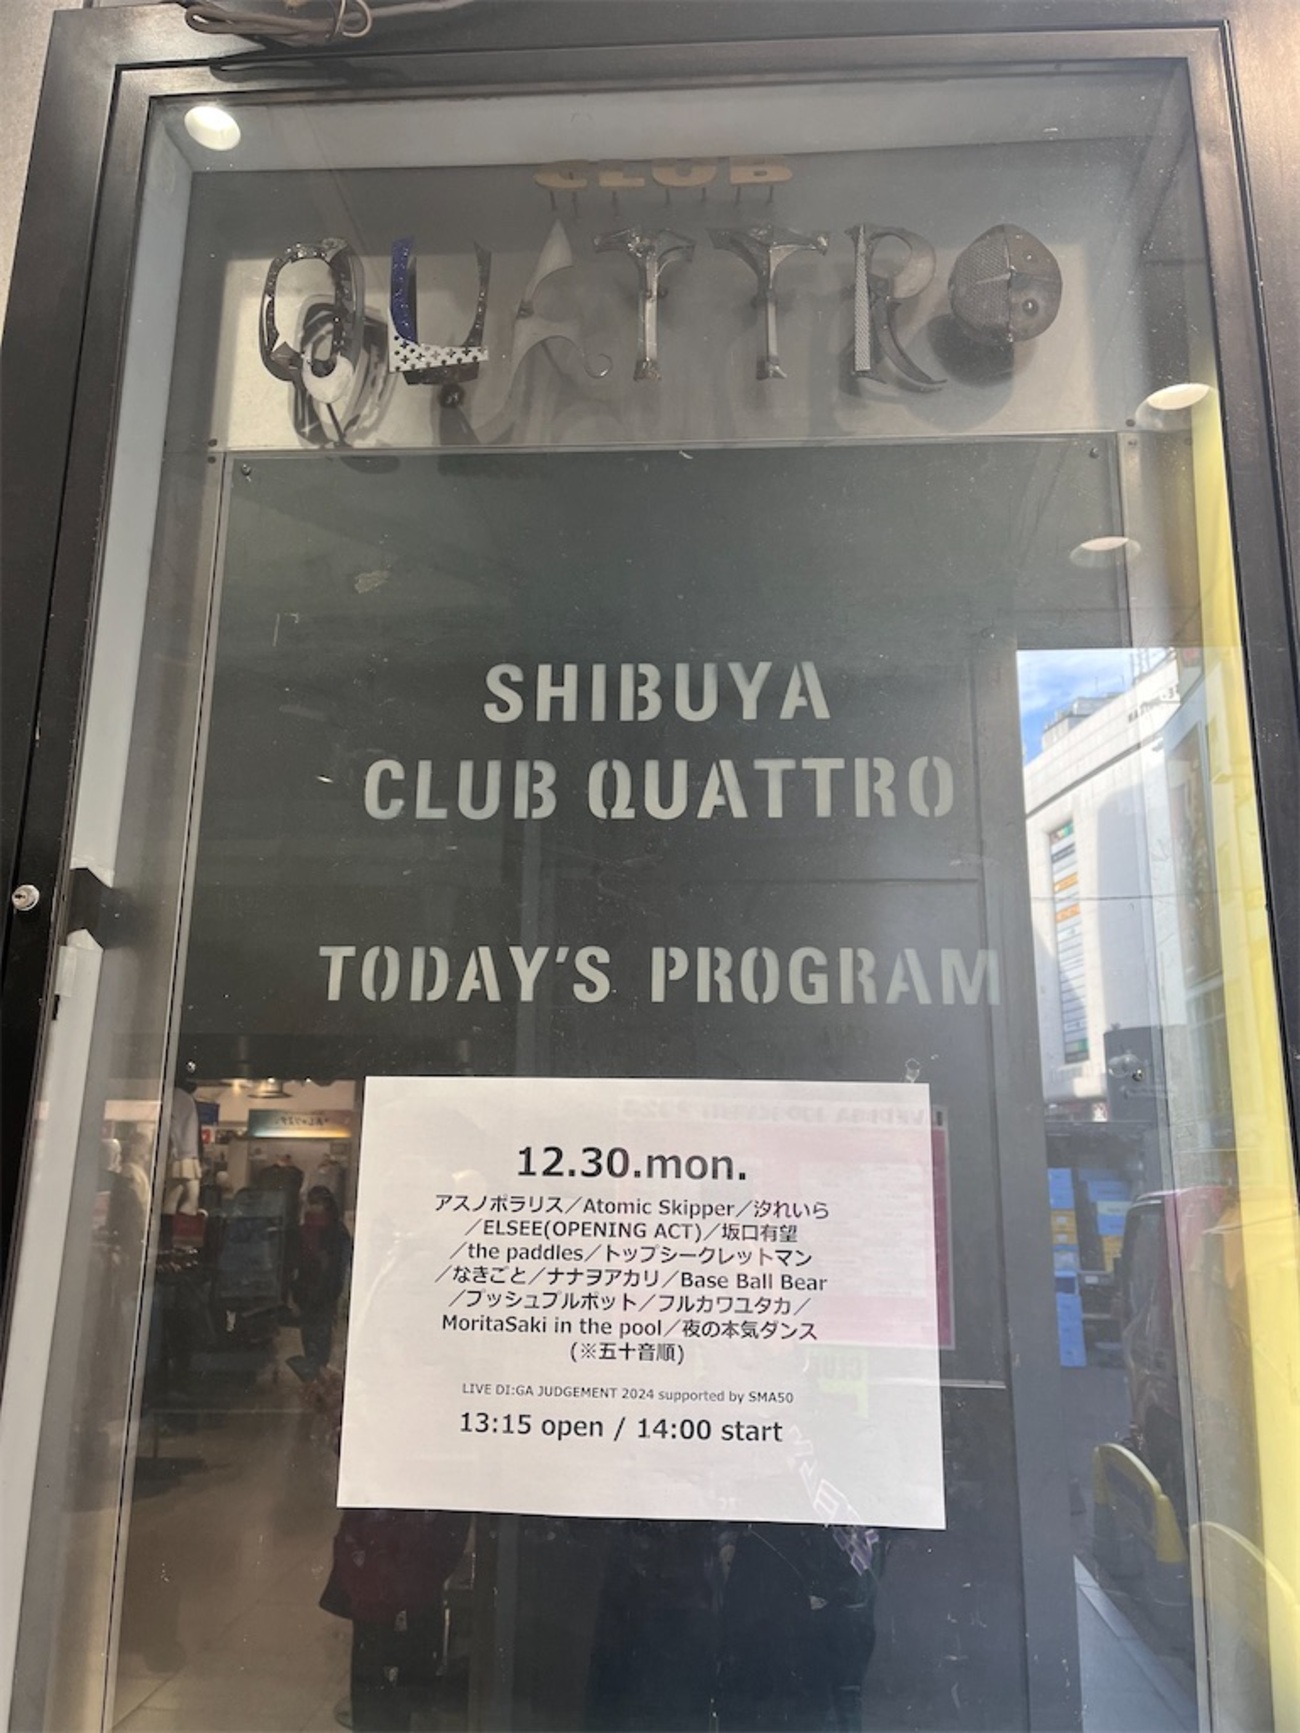 CLUB
QUATTRO
SHIBUYA
CLUB QUATTRO
TODAY'S PROGRAM
12.30.mon.
アスノポラリス／Atomic Skipper／汐れいら
／ELSEE(OPENING ACT)／坂口有望
／the paddles／トップシークレットマン
／なきごと／ナナヲアカリ／Base Ball Bear
／プッシュプルポット／フルカワユタカ／
MoritaSaki in the pool／夜の本気ダンス
(※五十音順)
LIVE DI:GA JUDGEMENT 2024 supported by SMA50
13:15 open / 14:00 start